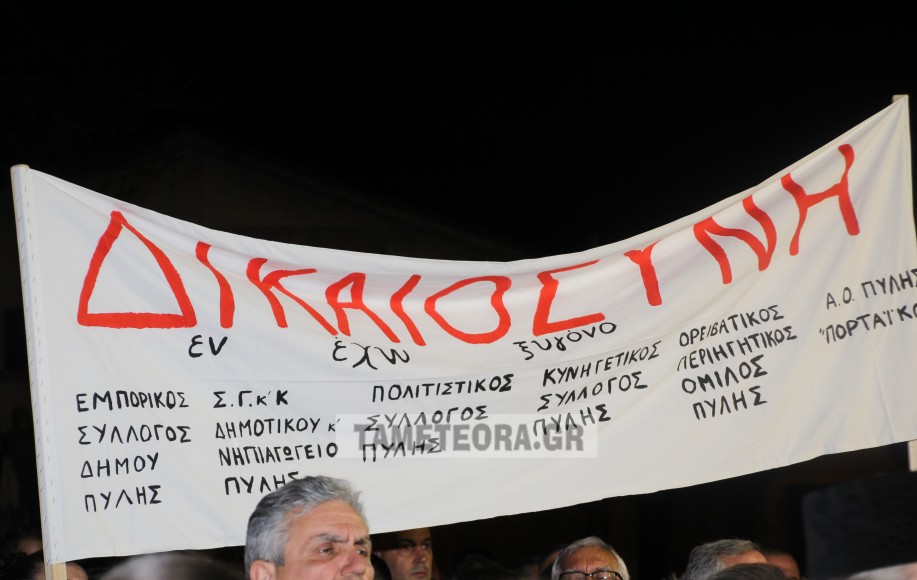 ΔΙΚΑΙΟΣΥΝΗ
εν έχω ξυγόνο
ΕΜΠΟΡΙΚΟΣ
ΣΥΛΛΟΓΟΣ
ΔΗΜΟΥ
ΠΥΛΗΣ
Σ.Γ.κ'Κ
ΔΗΜΟΤΙΚΟΥ κ'
ΝΗΠΙΑΓΩΓΕΙΟ
ΠΥΛΗΣ
ΠΟΛΙΤΙΣΤΙΚΟΣ
ΣΥΛΛΟΓΟΣ
ΠΥΛΗΣ
ΚΥΝΗΓΕΤΙΚΟΣ
ΣΥΛΛΟΓΟΣ
ΠΥΛΗΣ
ΟΡΕΙΒΑΤΙΚΟΣ
ΠΕΡΙΗΓΗΤΙΚΟΣ
ΟΜΙΛΟΣ
ΠΥΛΗΣ
Α.Ο. ΠΥΛΗΣ
"ΠΟΡΤΑΪΚΟ
TAMETEORA.GR